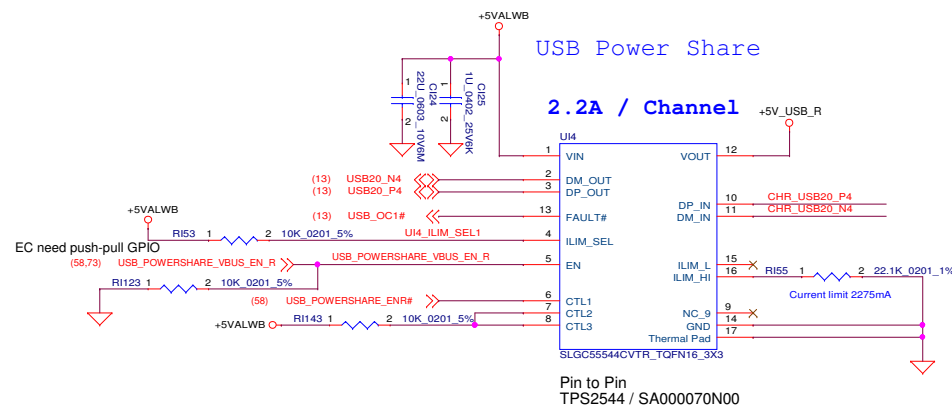 +5VALWB
USB Power Share
1
2
CI24
22U_0603_10V6M
1
2
CI25
1U_0402_25V6K
2.2A / Channel
+5V_USB_R
UI4
1
VIN
VOUT
12
(13)
USB20_N4
2
DM_OUT
(13)
USB20_P4
3
DP_OUT
DP_IN
10
CHR_USB20_P4
DM_IN
11
CHR_USB20_N4
(13)
USB_OC1#
13
FAULT#
+5VALWB
RI53
1
2
10K_0201_5%
UI4_ILIM_SEL1
4
ILIM_SEL
EC need push-pull GPIO
(58,73)
USB_POWERSHARE_VBUS_EN_R
USB_POWERSHARE_VBUS_EN_R
5
EN
ILIM_L
15
ILIM_HI
16
RI55
1
2
22.1K_0201_1%
Current limit 2275mA
RI123
1
2
10K_0201_5%
(58)
USB_POWERSHARE_ENR#
6
CTL1
7
CTL2
8
CTL3
NC_9
9
GND
14
Thermal Pad
17
+5VALWB
RI143
1
2
10K_0201_5%
SLGC55544CVTR_TQFN16_3X3
Pin to Pin
TPS2544 / SA000070N00